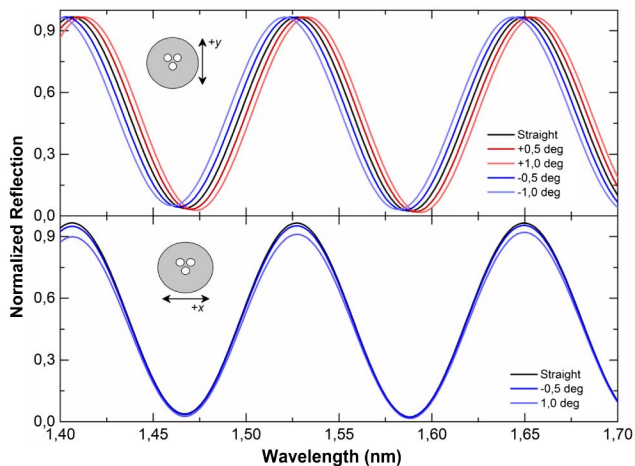 Normalized Reflection
0,9
0,6
0,3
0,0
+y
Straight
+0,5 deg
+1,0 deg
-0,5 deg
-1,0 deg
0,9
0,6
0,3
0,0
+x
Straight
-0,5 deg
1,0 deg
1,40 1,45 1,50 1,55 1,60 1,65 1,70
Wavelength (nm)